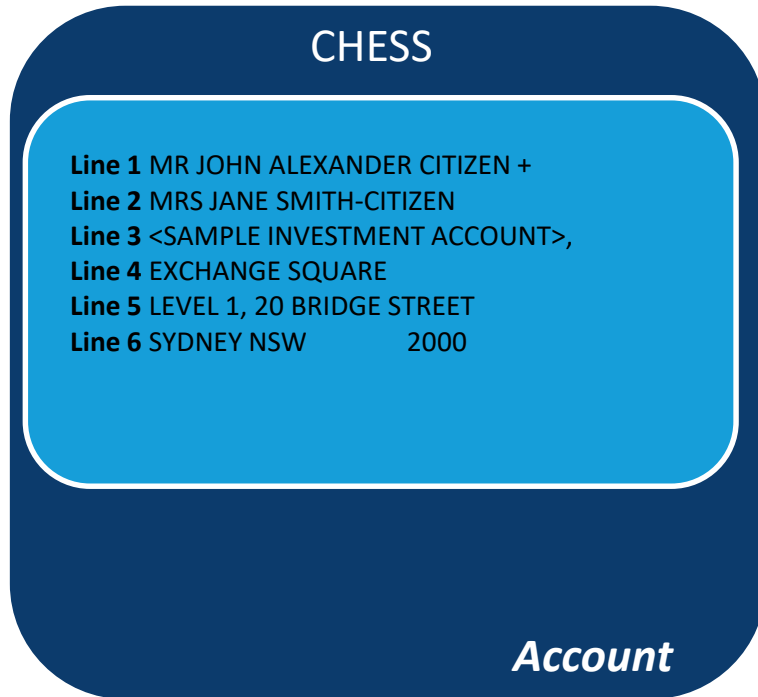 CHESS
Line 1 MR JOHN ALEXANDER CITIZEN +
Line 2 MRS JANE SMITH-CITIZEN
Line 3 <SAMPLE INVESTMENT ACCOUNT>,
Line 4 EXCHANGE SQUARE
Line 5 LEVEL 1, 20 BRIDGE STREET
Line 6 SYDNEY NSW 2000
Account